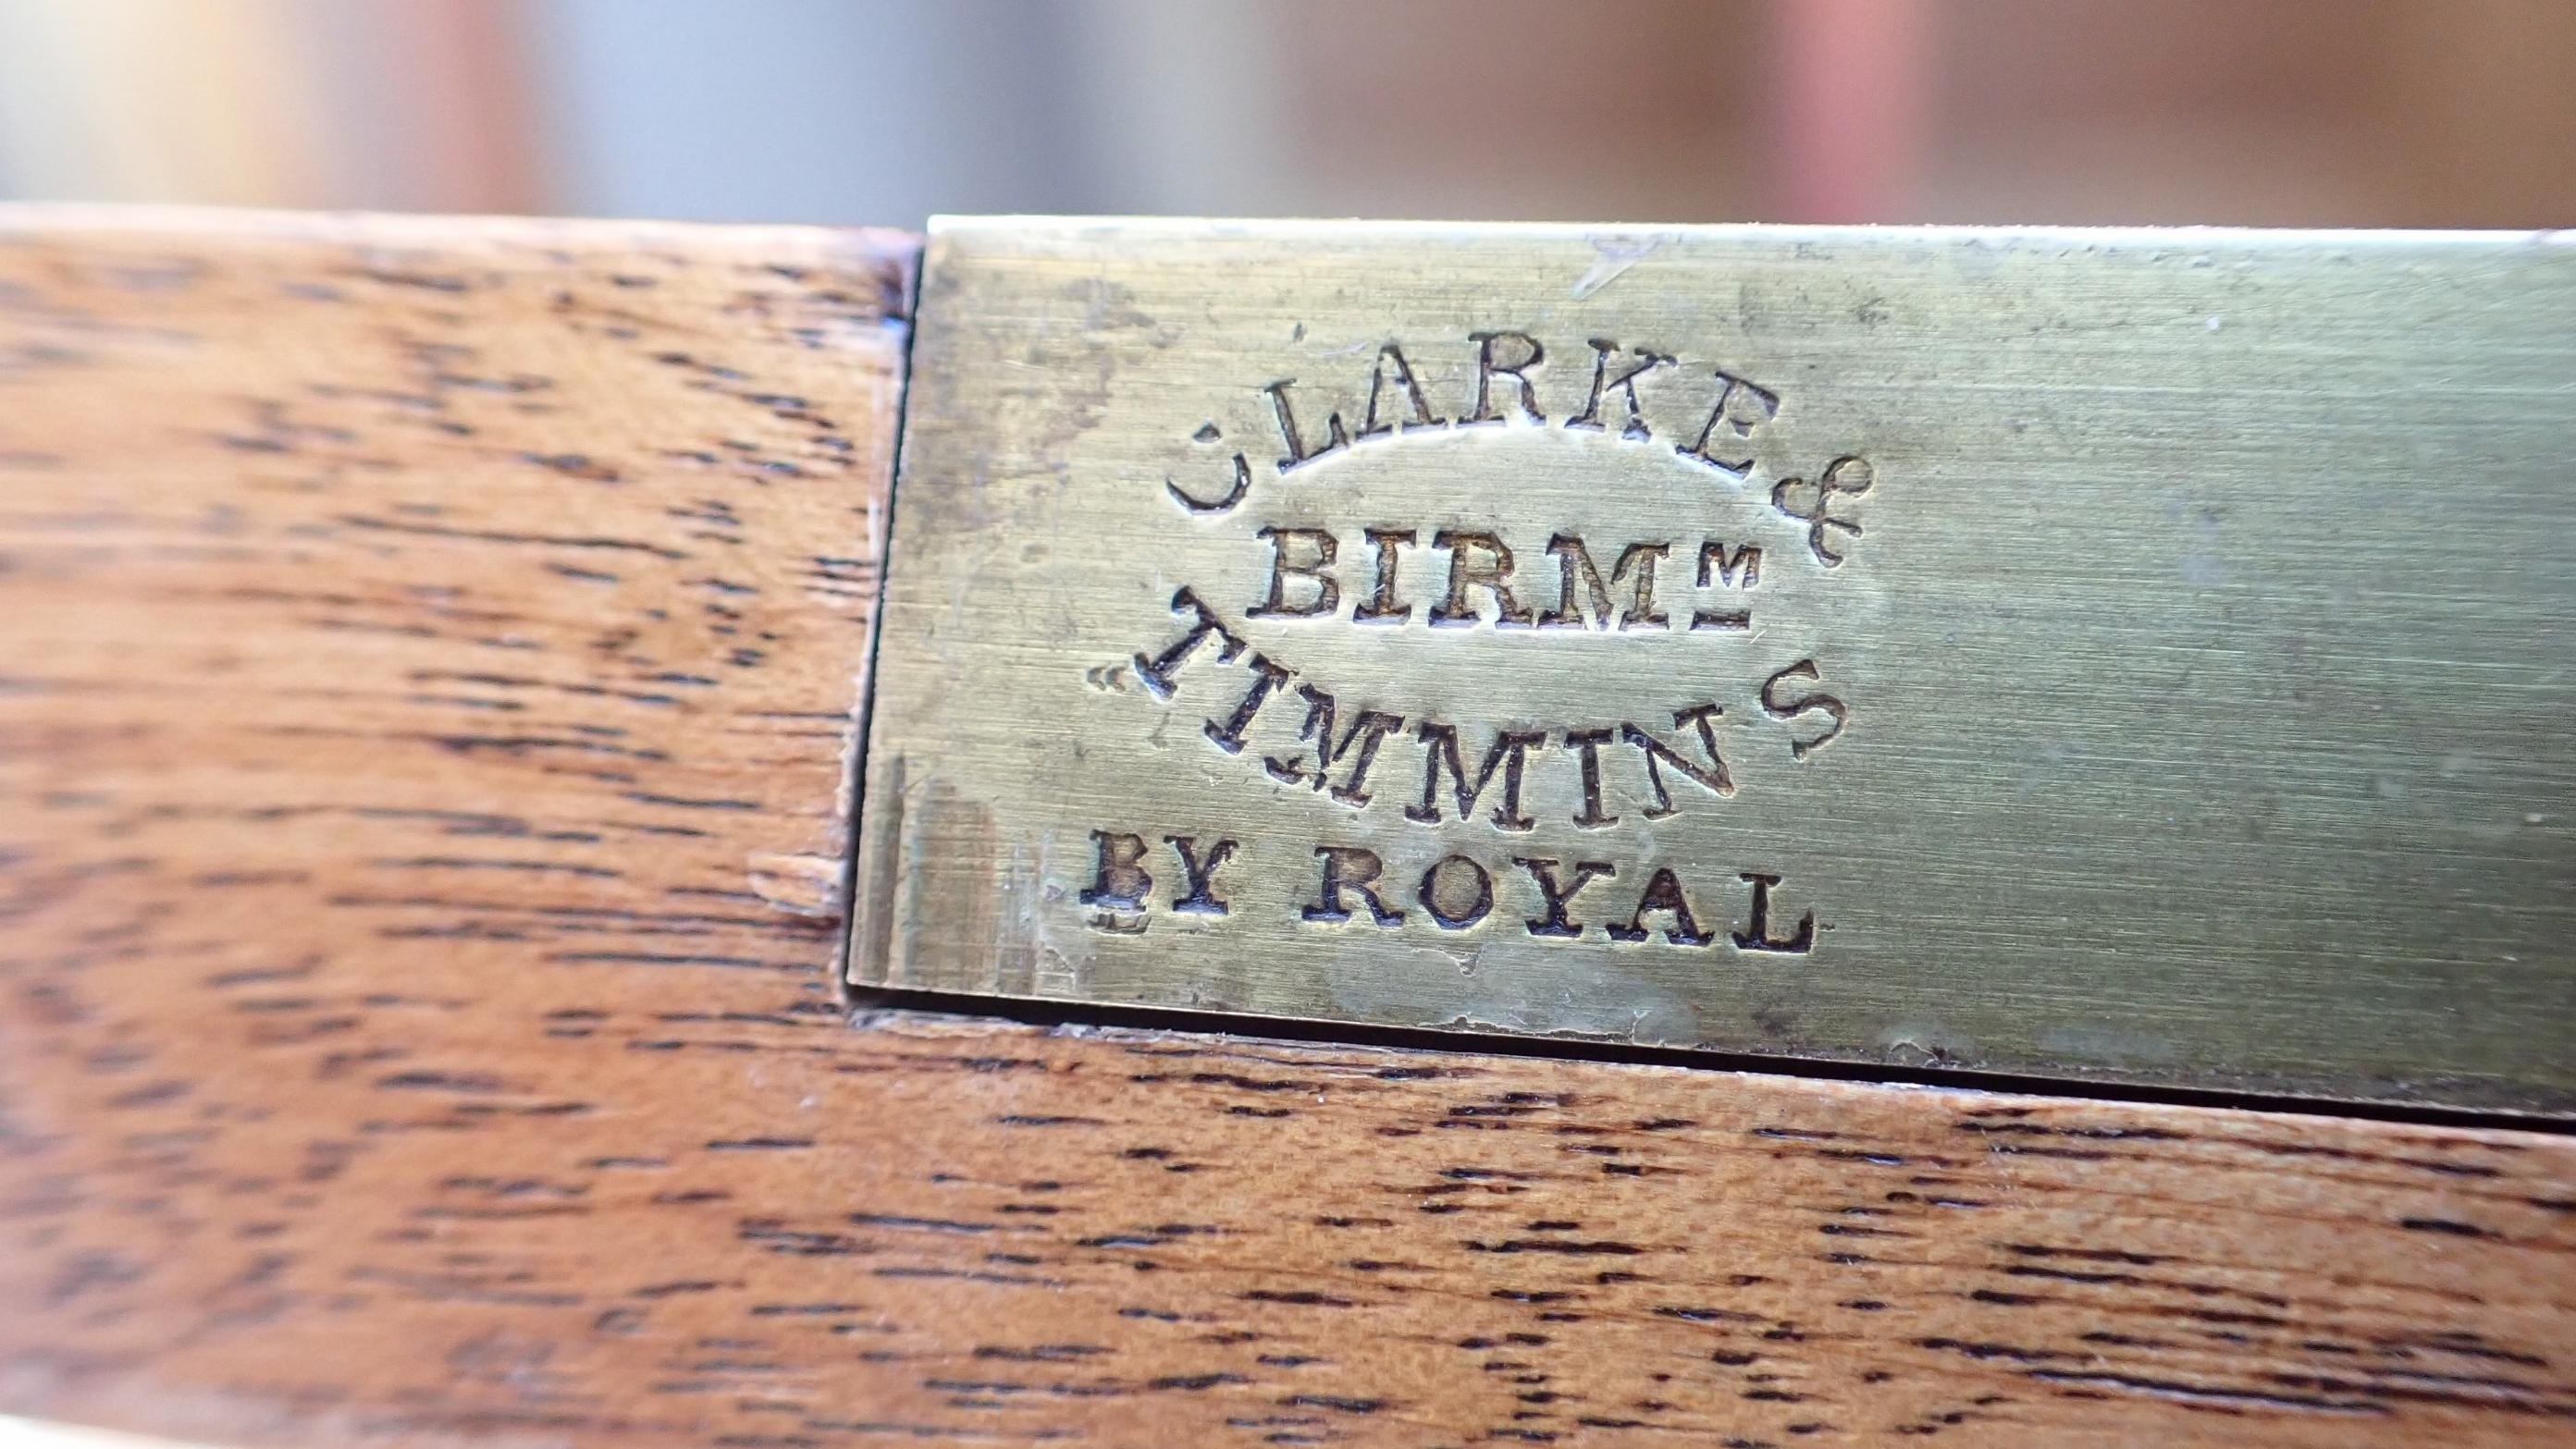 CLARKE &
BIRMᴹ
TIMMINS
BY ROYAL